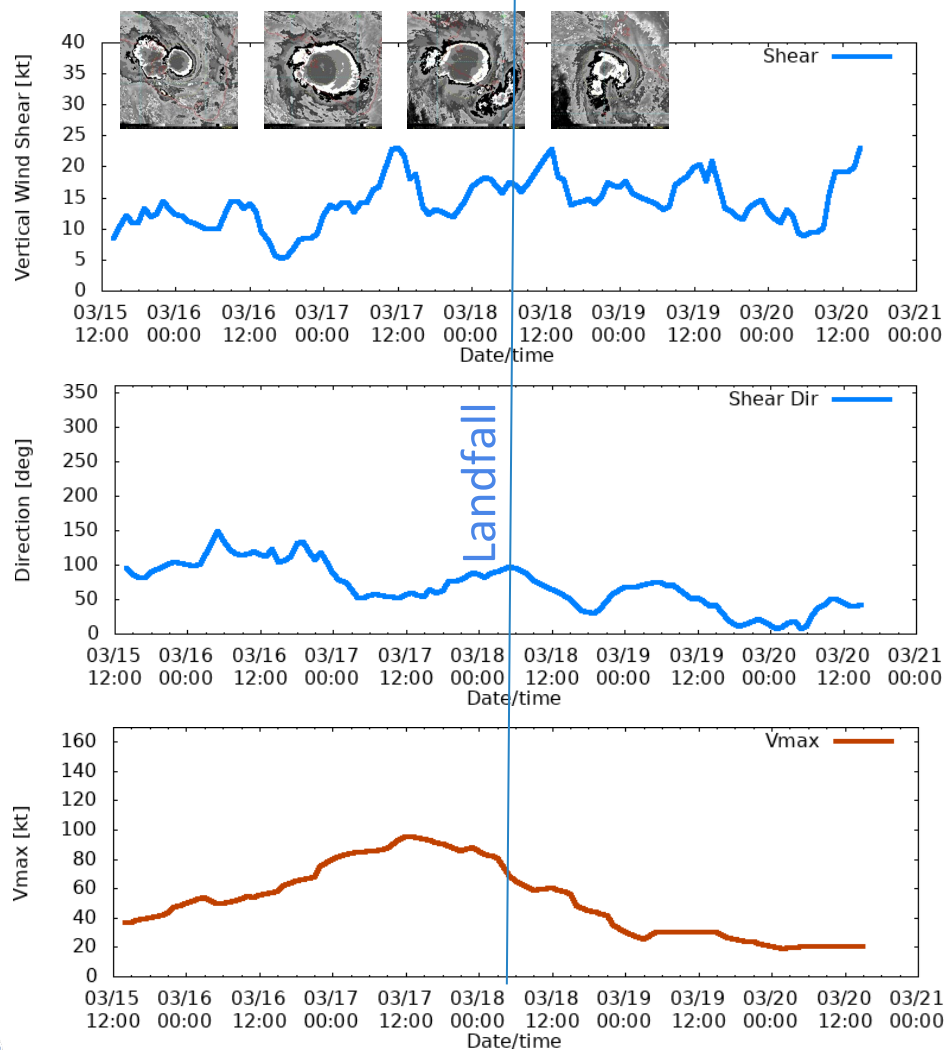 40
35
30
25
20
15
10
5
0
Vertical Wind Shear [kt]
Shear
03/15 03/16 03/16 03/17 03/17 03/18 03/18 03/19 03/19 03/20 03/20 03/21
12:00 00:00 12:00 00:00 12:00 00:00 12:00 00:00 12:00 00:00 12:00 00:00
Date/time
350
300
250
200
150
100
50
0
Direction [deg]
Shear Dir
Landfall
03/15 03/16 03/16 03/17 03/17 03/18 03/18 03/19 03/19 03/20 03/20 03/21
12:00 00:00 12:00 00:00 12:00 00:00 12:00 00:00 12:00 00:00 12:00 00:00
Date/time
160
140
120
100
80
60
40
20
0
Vmax [kt]
Vmax
03/15 03/16 03/16 03/17 03/17 03/18 03/18 03/19 03/19 03/20 03/20 03/21
12:00 00:00 12:00 00:00 12:00 00:00 12:00 00:00 12:00 00:00 12:00 00:00
Date/time